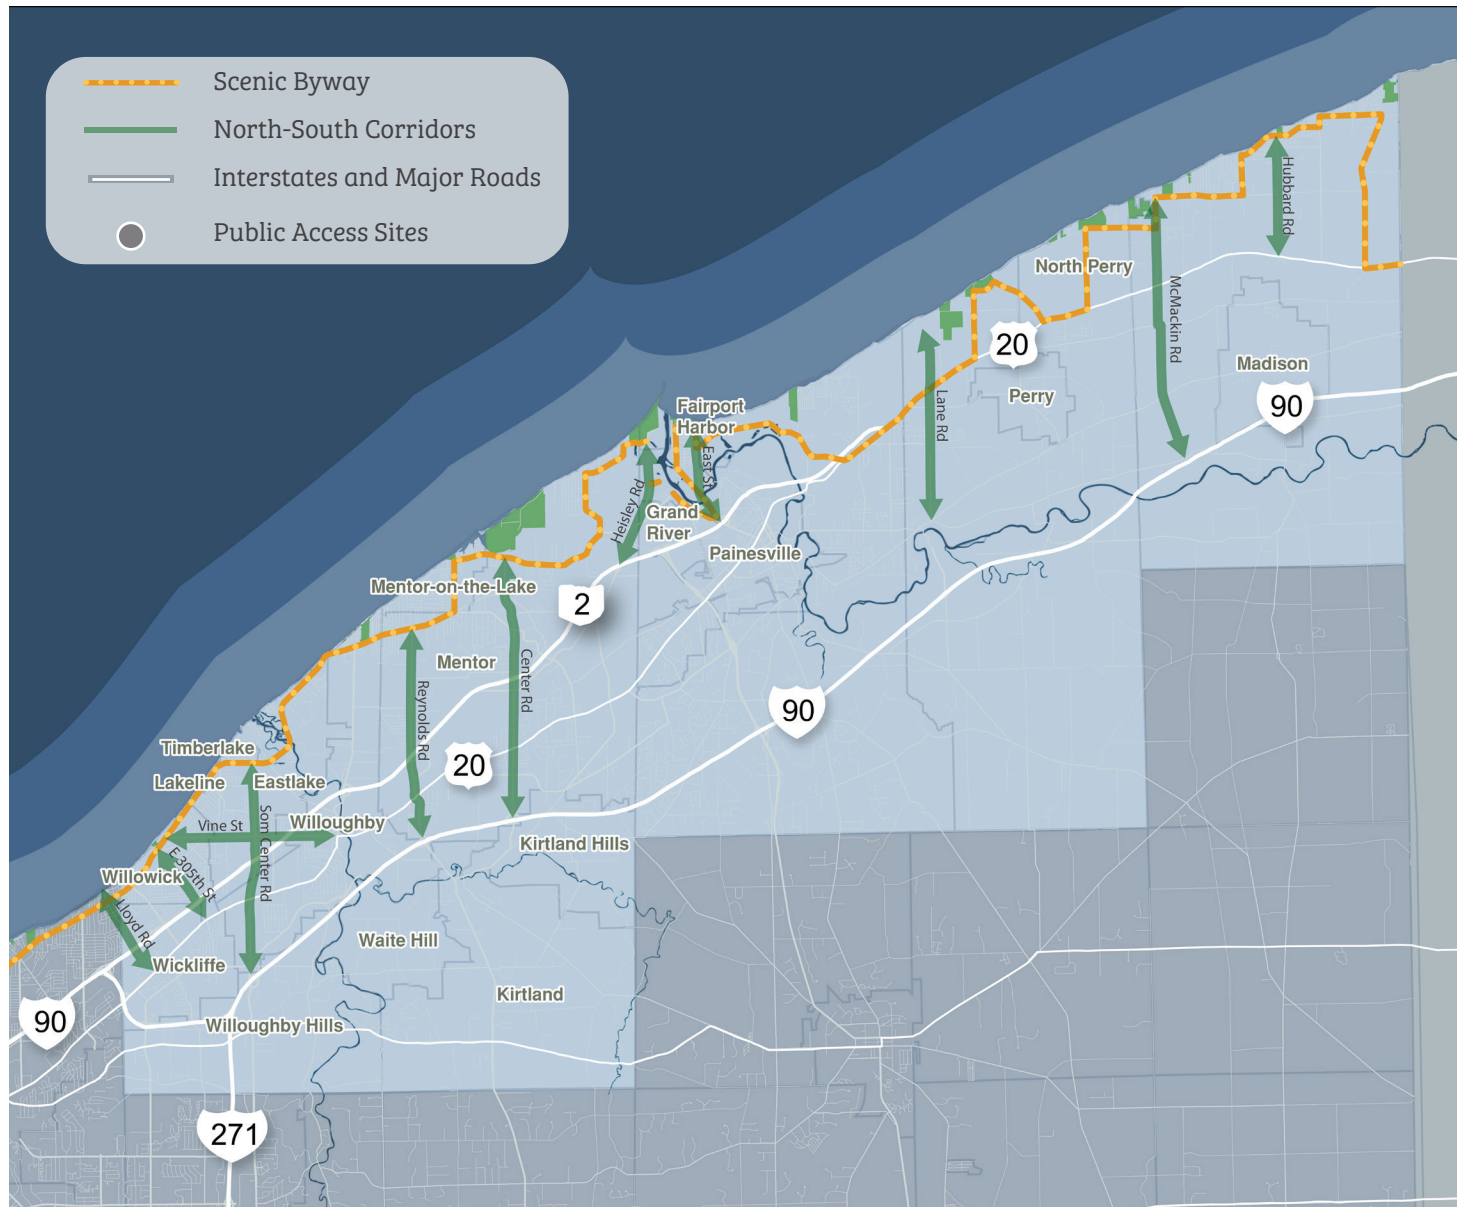 Scenic Byway
North-South Corridors
Interstates and Major Roads
Public Access Sites
Hubbard Rd
North Perry
McMackin Rd
20
Madison
Perry
90
Lane Rd
Fairport
Harbor
East St
Heisley Rd
Grand
River
Painesville
Mentor-on-the-Lake
2
Mentor
Center Rd
Reynolds Rd
90
Timberlake
20
Lakeline
Eastlake
Som Center Rd
Vine St
Willoughby
Kirtland Hills
E 305th St
Willowick
Lloyd Rd
Waite Hill
Wickliffe
Kirtland
90
Willoughby Hills
271